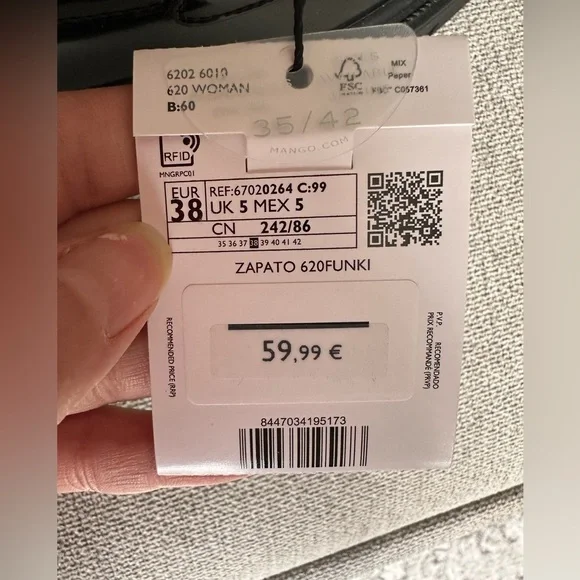 6202 6010
620 WOMAN
B:60
FSC
MIX
Paper
C057361
35/42
MANGO.COM
RFID
MNGRPC01
EUR
38
REF:67020264 C:99
UK 5 MEX 5
CN 242/86
35 36 37 38 39 40 41 42
ZAPATO 620FUNKI
RECOMMENDED PRICE (RRP)
59,99 €
P.V.P. RECOMENDADO
PRIX RECOMMANDÉ (PRVP)
8447034195173